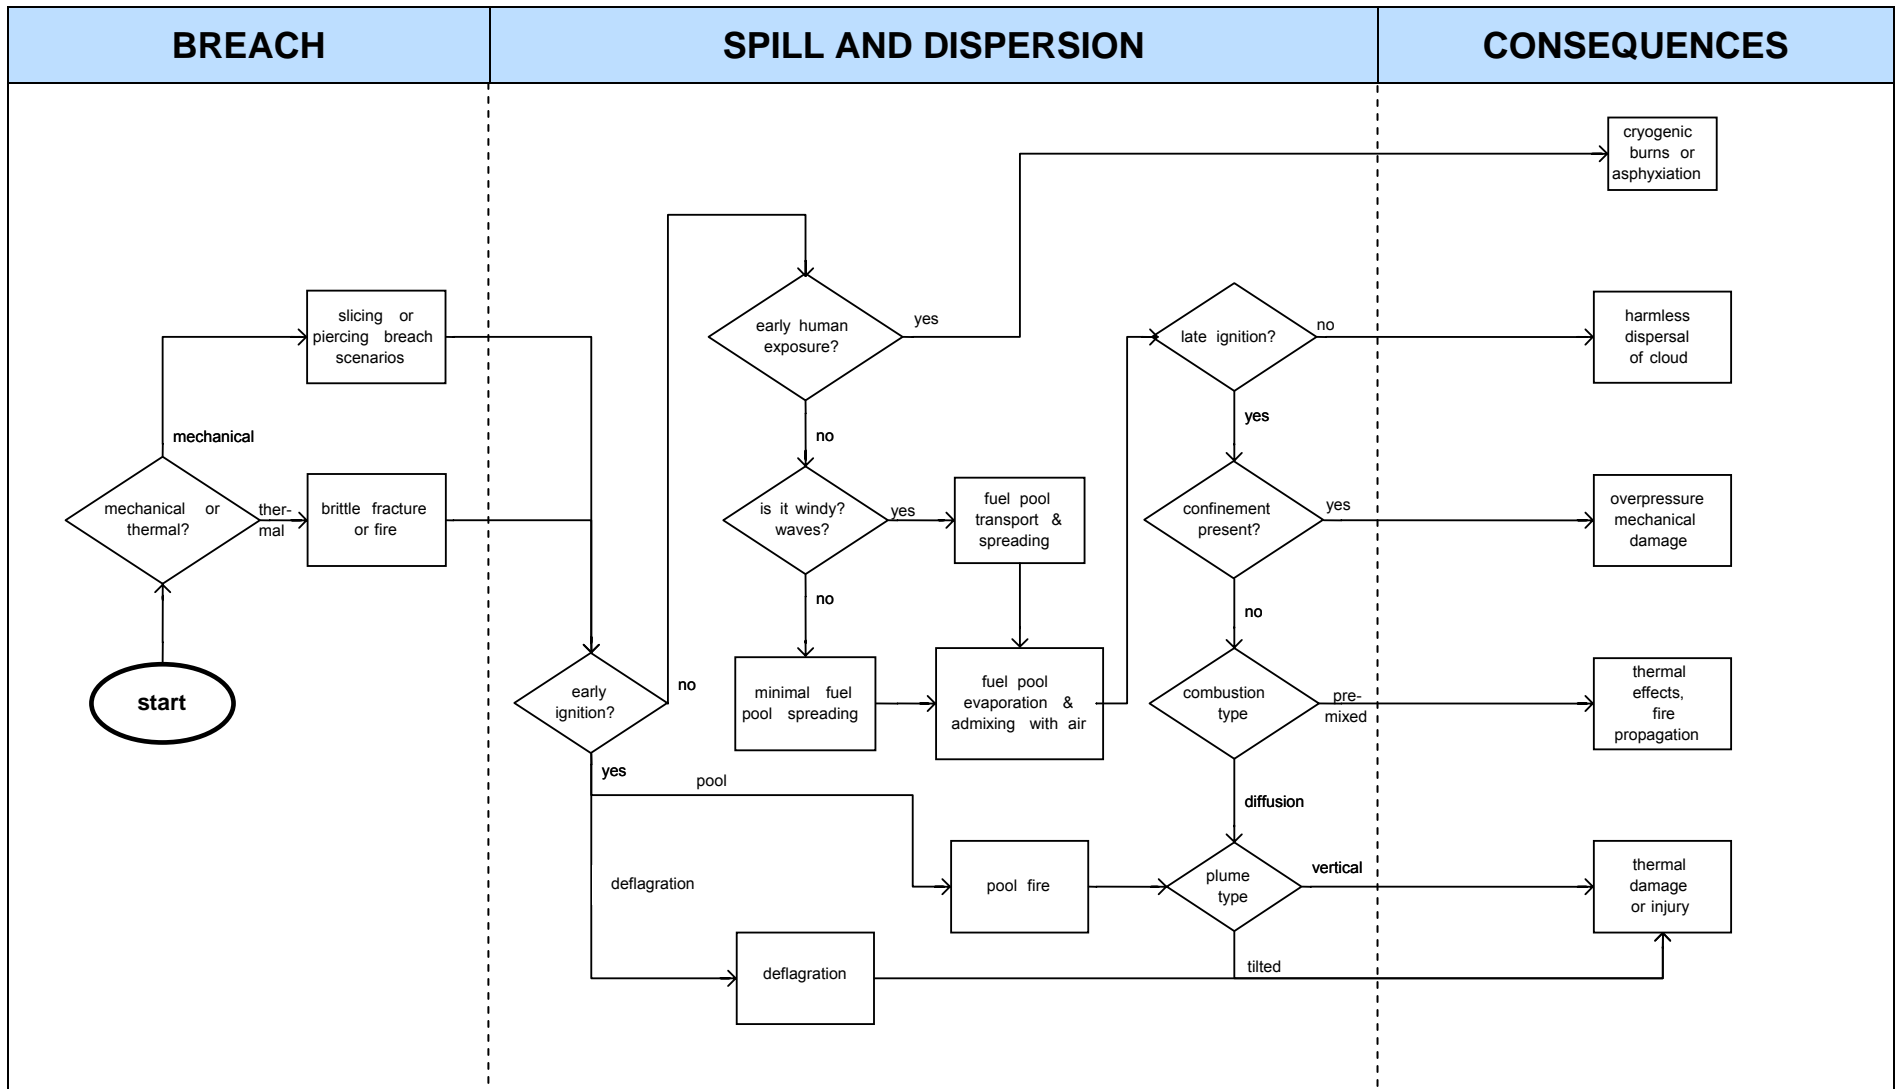 BREACH
SPILL AND DISPERSION
CONSEQUENCES
cryogenic
burns or
asphyxiation
slicing or
piercing breach
scenarios
early human
exposure?
yes
late ignition?
no
harmless
dispersal
of cloud
mechanical
no
yes
mechanical or
thermal?
ther-
mal
brittle fracture
or fire
is it windy?
waves?
yes
fuel pool
transport &
spreading
confinement
present?
yes
overpressure
mechanical
damage
no
no
start
early
ignition?
no
minimal fuel
pool spreading
fuel pool
evaporation &
admixing with air
combustion
type
pre-
mixed
thermal
effects,
fire
propagation
yes
pool
diffusion
deflagration
pool fire
plume
type
vertical
thermal
damage
or injury
deflagration
tilted